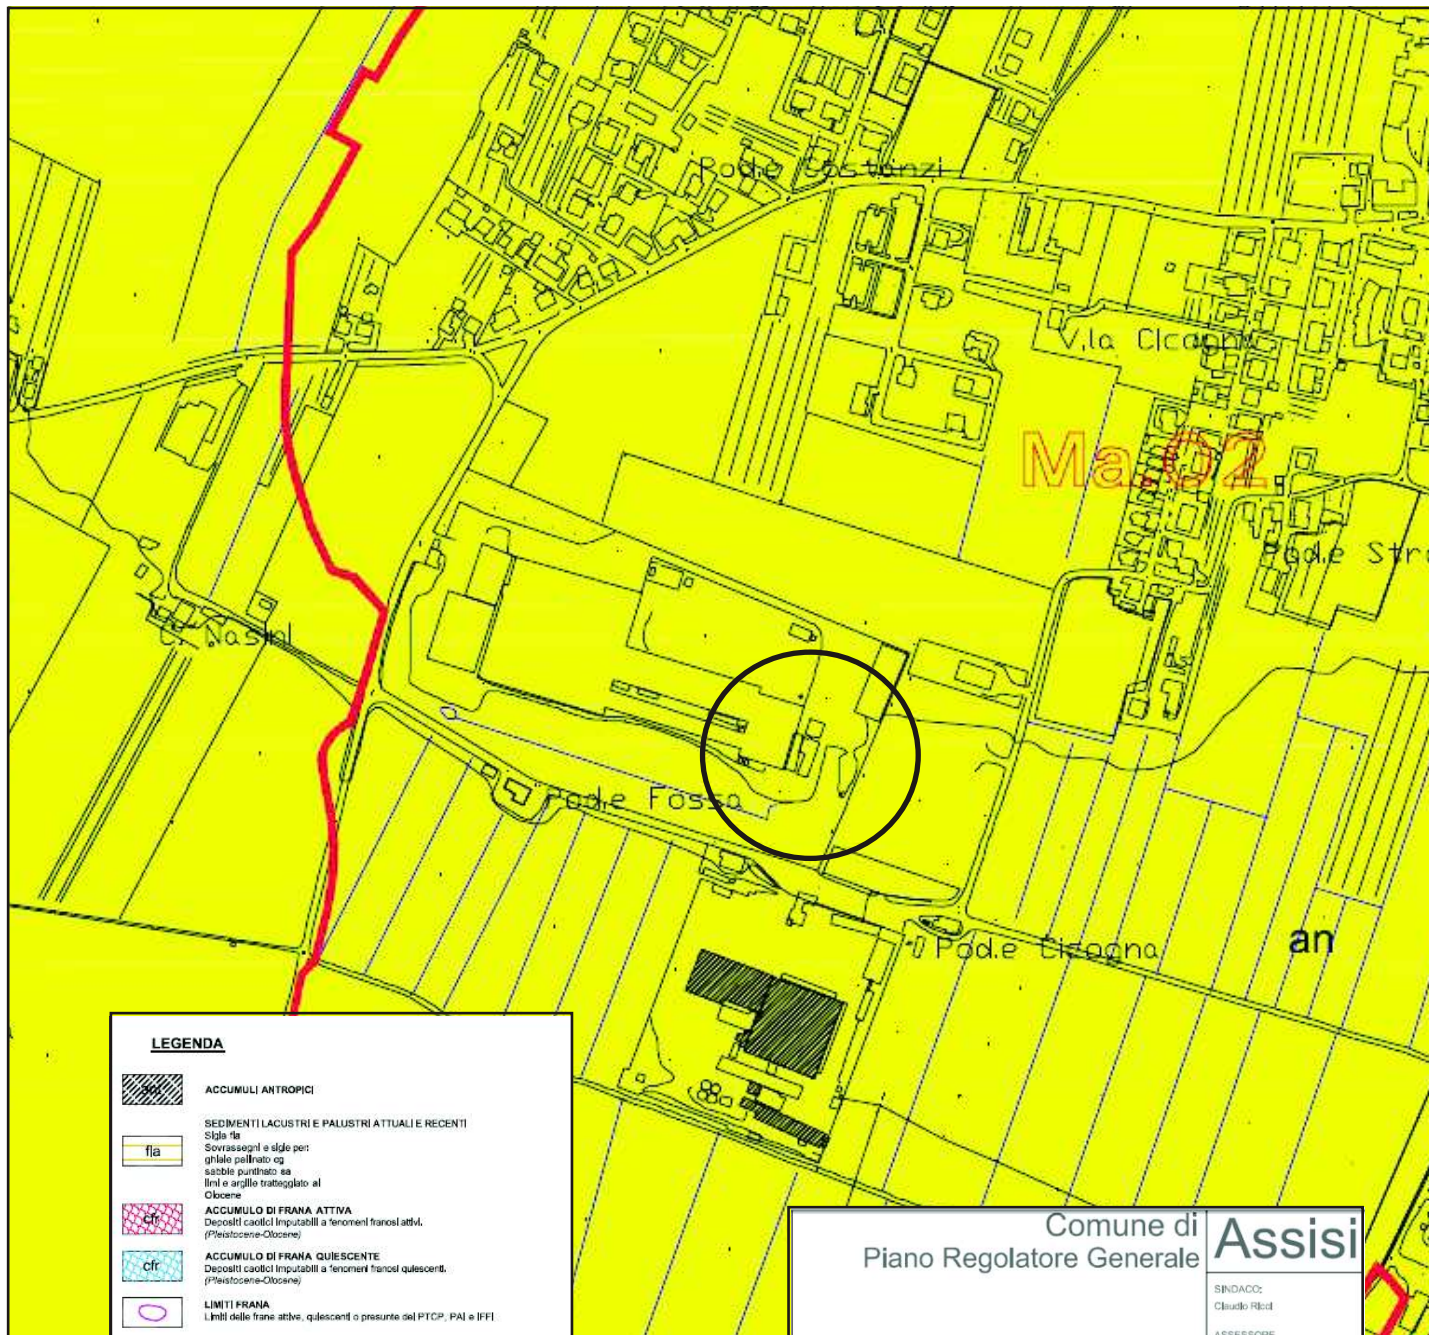 Pod.e Costanzi
V.la Cicogna
Ma.02
Pod.e Stro
C. Nasini
Pod.e Fosso
Pod.e Cicogna
an
LEGENDA
ACCUMULI ANTROPICI
fla
SEDIMENTI LACUSTRI E PALUSTRI ATTUALI E RECENTI
Sigla fla
Sovrassegni e sigle per:
ghiaie pallinato cg
sabbie puntinato sa
limi e argille tratteggiato al
Olocene
cfr
ACCUMULO DI FRANA ATTIVA
Depositi caotici imputabili a fenomeni franosi attivi.
(Pleistocene-Olocene)
cfr
ACCUMULO DI FRANA QUIESCENTE
Depositi caotici imputabili a fenomeni franosi quiescenti.
(Pleistocene-Olocene)
LIMITI FRANA
Limiti delle frane attive, quiescenti o presunte del PTCP, PAI e IFFI
Comune di Assisi
Piano Regolatore Generale
SINDACO:
Claudio Ricci
ASSESSORE